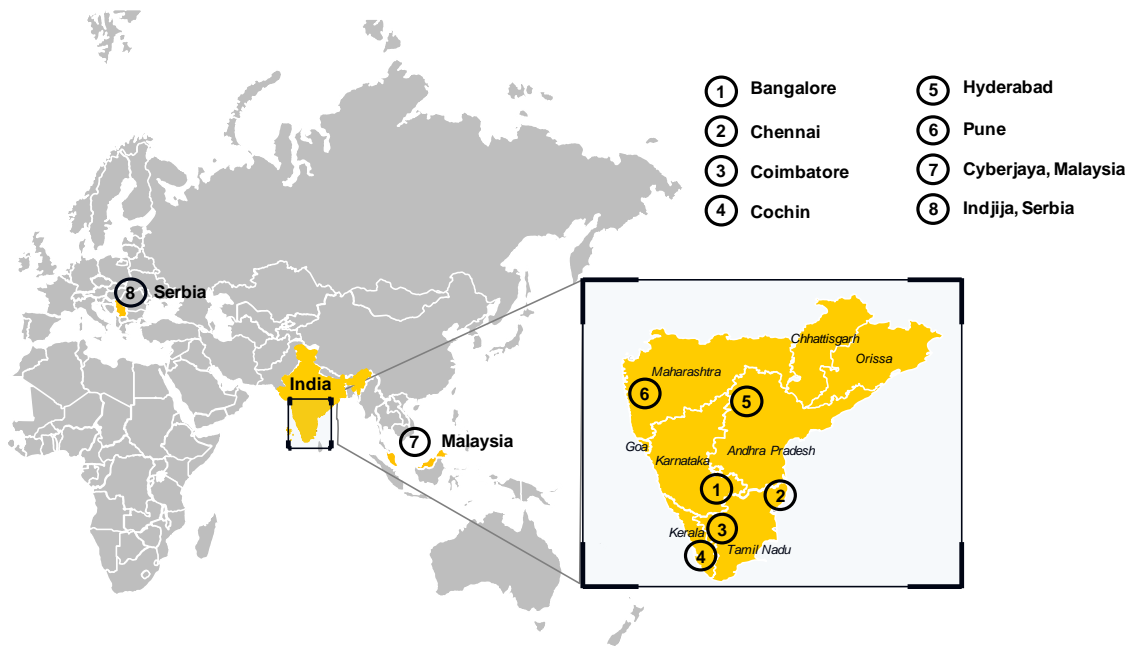 1 Bangalore
2 Chennai
3 Coimbatore
4 Cochin
5 Hyderabad
6 Pune
7 Cyberjaya, Malaysia
8 Indjija, Serbia
8 Serbia
India
7 Malaysia
Chhattisgarh
Orissa
Maharashtra
6
5
Goa
Karnataka
Andhra Pradesh
1
2
Kerala
3
4
Tamil Nadu